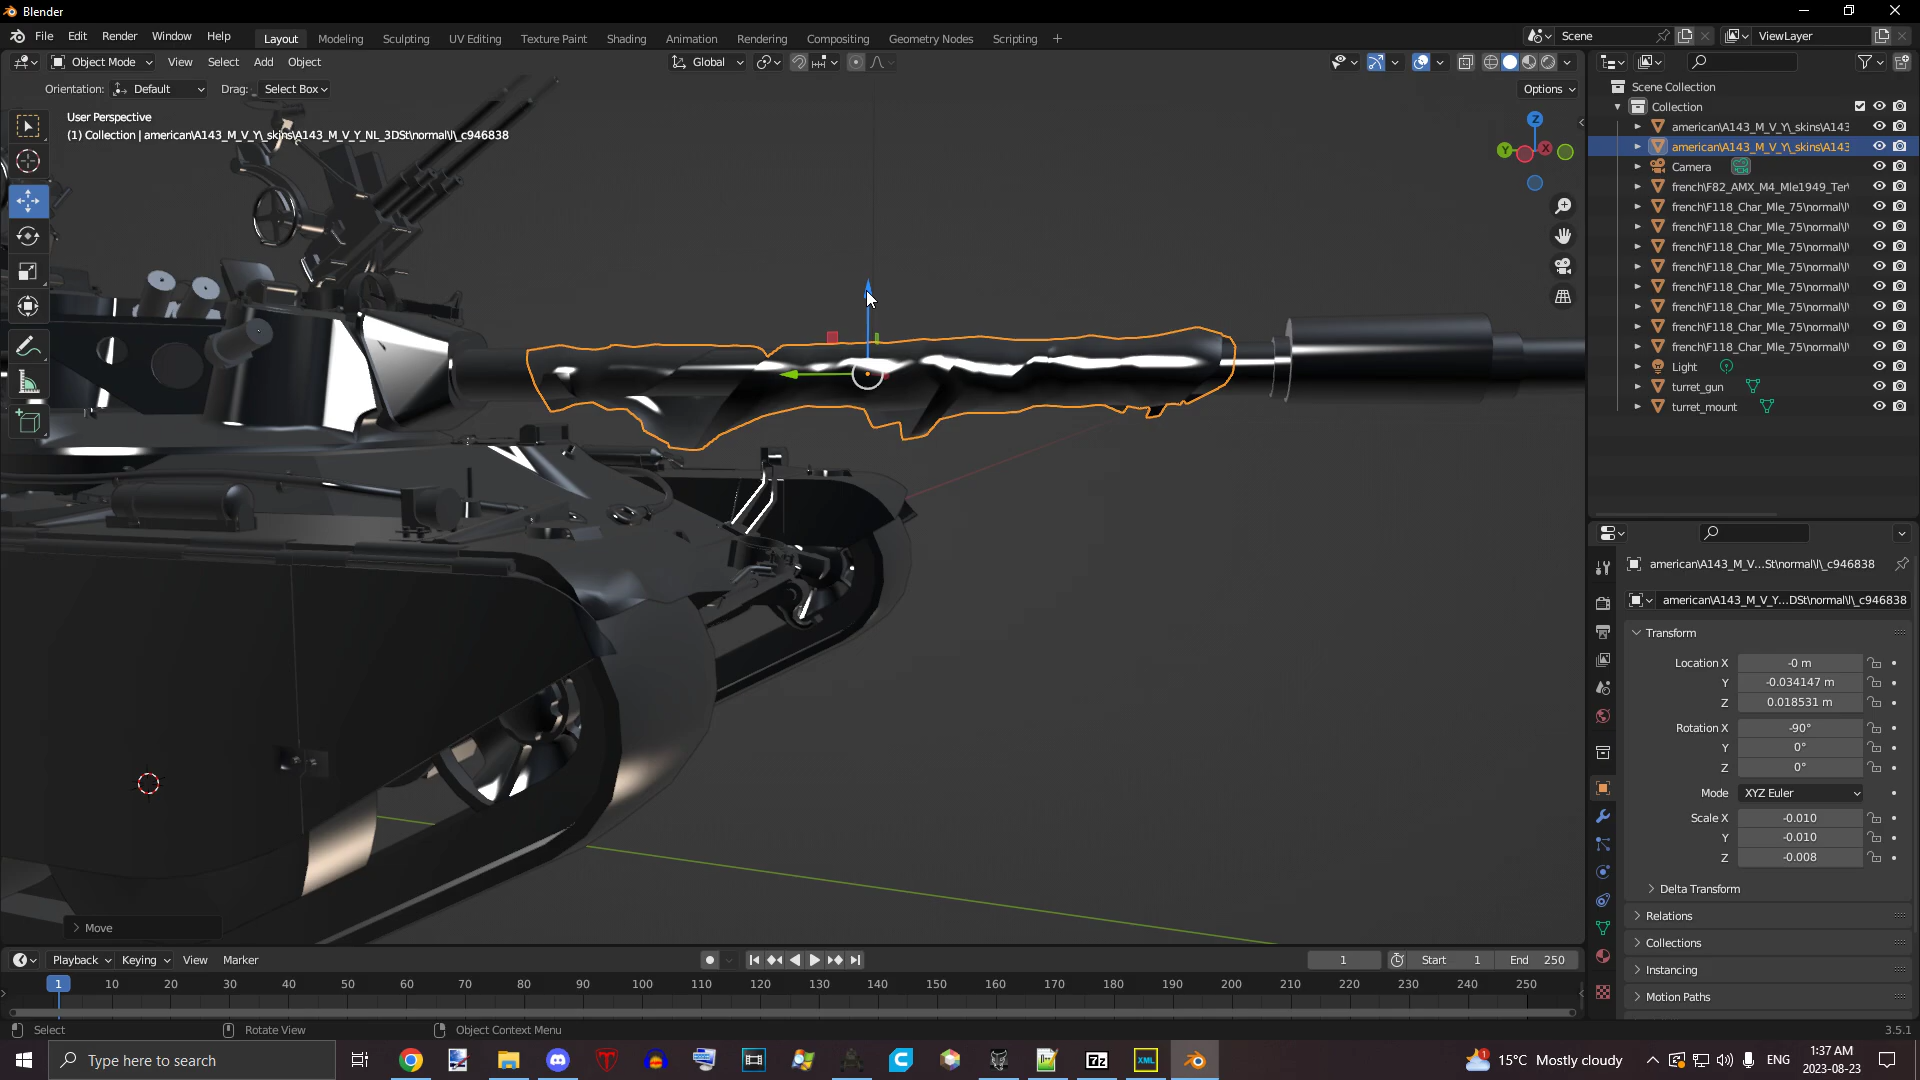 Blender
File Edit Render Window Help
Layout Modeling Sculpting UV Editing Texture Paint Shading Animation Rendering Compositing Geometry Nodes Scripting
Scene
ViewLayer
Object Mode View Select Add Object
Global
Orientation: Default Drag: Select Box
Options
User Perspective
(1) Collection | american\A143_M_V_Y\_skins\A143_M_V_Y_NL_3DSt\normal\l\_c946838
Z
Y
X
Scene Collection
Collection
american\A143_M_V_Y\_skins\A143
american\A143_M_V_Y\_skins\A143
Camera
french\F82_AMX_M4_Mle1949_Ter\
french\F118_Char_Mle_75\normal\l\
french\F118_Char_Mle_75\normal\l\
french\F118_Char_Mle_75\normal\l\
french\F118_Char_Mle_75\normal\l\
french\F118_Char_Mle_75\normal\l\
french\F118_Char_Mle_75\normal\l\
french\F118_Char_Mle_75\normal\l\
french\F118_Char_Mle_75\normal\l\
Light
turret_gun
turret_mount
american\A143_M_V...St\normal\l\_c946838
american\A143_M_V_Y...DSt\normal\l\_c946838
Transform
Location X -0 m
Y -0.034147 m
Z 0.018531 m
Rotation X -90°
Y 0°
Z 0°
Mode XYZ Euler
Scale X -0.010
Y -0.010
Z -0.008
Delta Transform
Relations
Collections
Instancing
Motion Paths
Move
Playback Keying View Marker
1 Start 1 End 250
1 10 20 30 40 50 60 70 80 90 100 110 120 130 140 150 160 170 180 190 200 210 220 230 240 250
Select Rotate View Object Context Menu
3.5.1
Type here to search
7z
XML
1
15°C Mostly cloudy
ENG
1:37 AM
2023-08-23